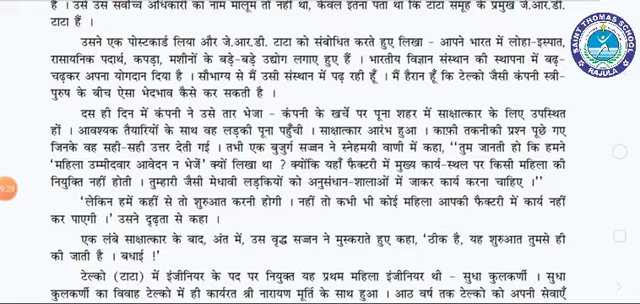 है । उसे उस सर्वोच्च अधिकारी का नाम मालूम तो नहीं था, केवल इतना पता था कि टाटा समूह के प्रमुख जे.आर.डी.
टाटा हैं ।
उसने एक पोस्टकार्ड लिया और जे.आर.डी. टाटा को संबोधित करते हुए लिखा - आपने भारत में लोहा-इस्पात,
रासायनिक पदार्थ, कपड़ा, मशीनों के बड़े-बड़े उद्योग लगाए हुए हैं । भारतीय विज्ञान संस्थान की स्थापना में बढ़-
चढ़कर अपना योगदान दिया है । सौभाग्य से मैं उसी संस्थान में पढ़ रही हूँ । मैं हैरान हूँ कि टेल्को जैसी कंपनी स्त्री-
पुरुष के बीच ऐसा भेदभाव कैसे कर सकती है ।
दस ही दिन में कंपनी ने उसे तार भेजा - कंपनी के खर्चे पर पूना शहर में साक्षात्कार के लिए उपस्थित
हों । आवश्यक तैयारियों के साथ वह लड़की पूना पहुँची । साक्षात्कार आरंभ हुआ । काफ़ी तकनीकी प्रश्न पूछे गए
जिनके वह सही-सही उत्तर देती गई । तभी एक बुजुर्ग सज्जन ने स्नेहमयी वाणी में कहा, ''तुम जानती हो कि हमने
'महिला उम्मीदवार आवेदन न भेजें' क्यों लिखा था ? क्योंकि यहाँ फैक्टरी में मुख्य कार्य-स्थल पर किसी महिला की
नियुक्ति नहीं होती । तुम्हारी जैसी मेधावी लड़कियों को अनुसंधान-शालाओं में जाकर कार्य करना चाहिए ।''
'लेकिन हमें कहीं से तो शुरुआत करनी होगी । नहीं तो कभी भी कोई महिला आपकी फैक्टरी में कार्य नहीं
कर पाएगी ।' उसने दृढ़ता से कहा ।
एक लंबे साक्षात्कार के बाद, अंत में, उस वृद्ध सज्जन ने मुस्कराते हुए कहा, 'ठीक है, यह शुरुआत तुमसे ही
की जाती है । बधाई !'
टेल्को (टाटा) में इंजीनियर के पद पर नियुक्त यह प्रथम महिला इंजीनियर थी - सुधा कुलकर्णी । सुधा
कुलकर्णी का विवाह टेल्को में ही कार्यरत श्री नारायण मूर्ति के साथ हुआ । आठ वर्ष तक टेल्को को अपनी सेवाएँ
SAINT THOMAS SCHOOL
RAJULA
9:29